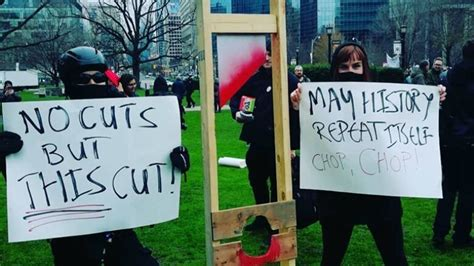 NO CUTS
BUT
THIS CUT!
MAY HISTORY
REPEAT ITSELF
CHOP, CHOP!